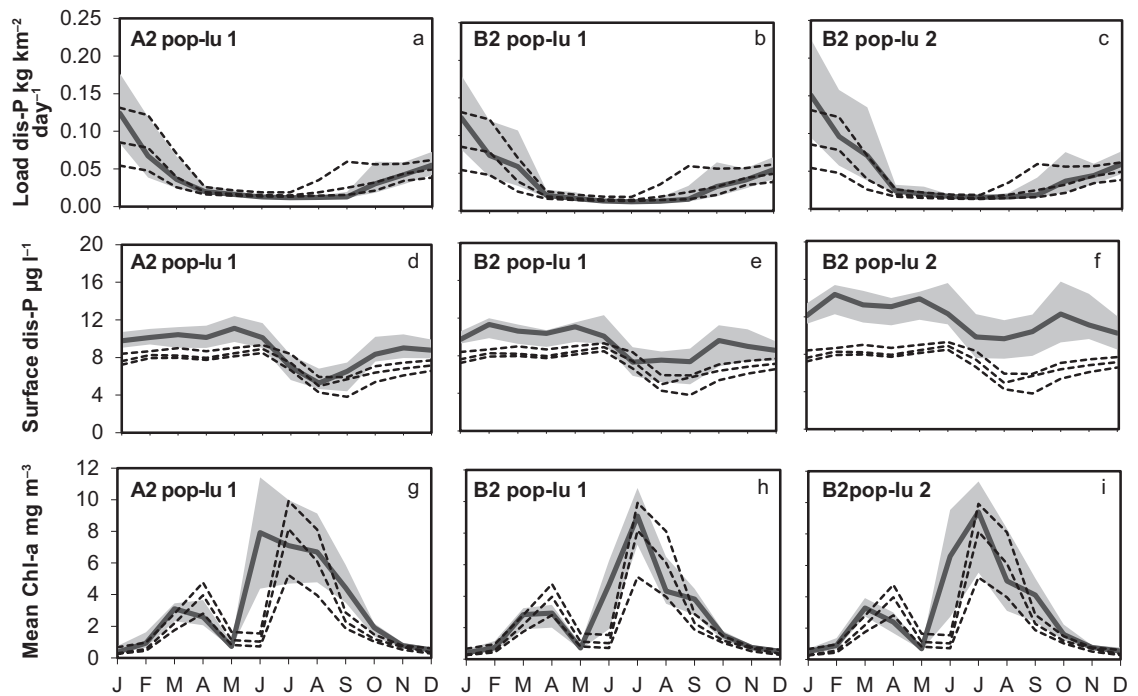 Load dis-P kg km⁻²
day⁻¹
0.25
0.20
0.15
0.10
0.05
0.00
A2 pop-lu 1 a
B2 pop-lu 1 b
B2 pop-lu 2 c
Surface dis-P µg l⁻¹
20
16
12
8
4
0
A2 pop-lu 1 d
B2 pop-lu 1 e
B2 pop-lu 2 f
Mean Chl-a mg m⁻³
12
10
8
6
4
2
0
A2 pop-lu 1 g
B2 pop-lu 1 h
B2pop-lu 2 i
J F M A M J J A S O N D
J F M A M J J A S O N D
J F M A M J J A S O N D